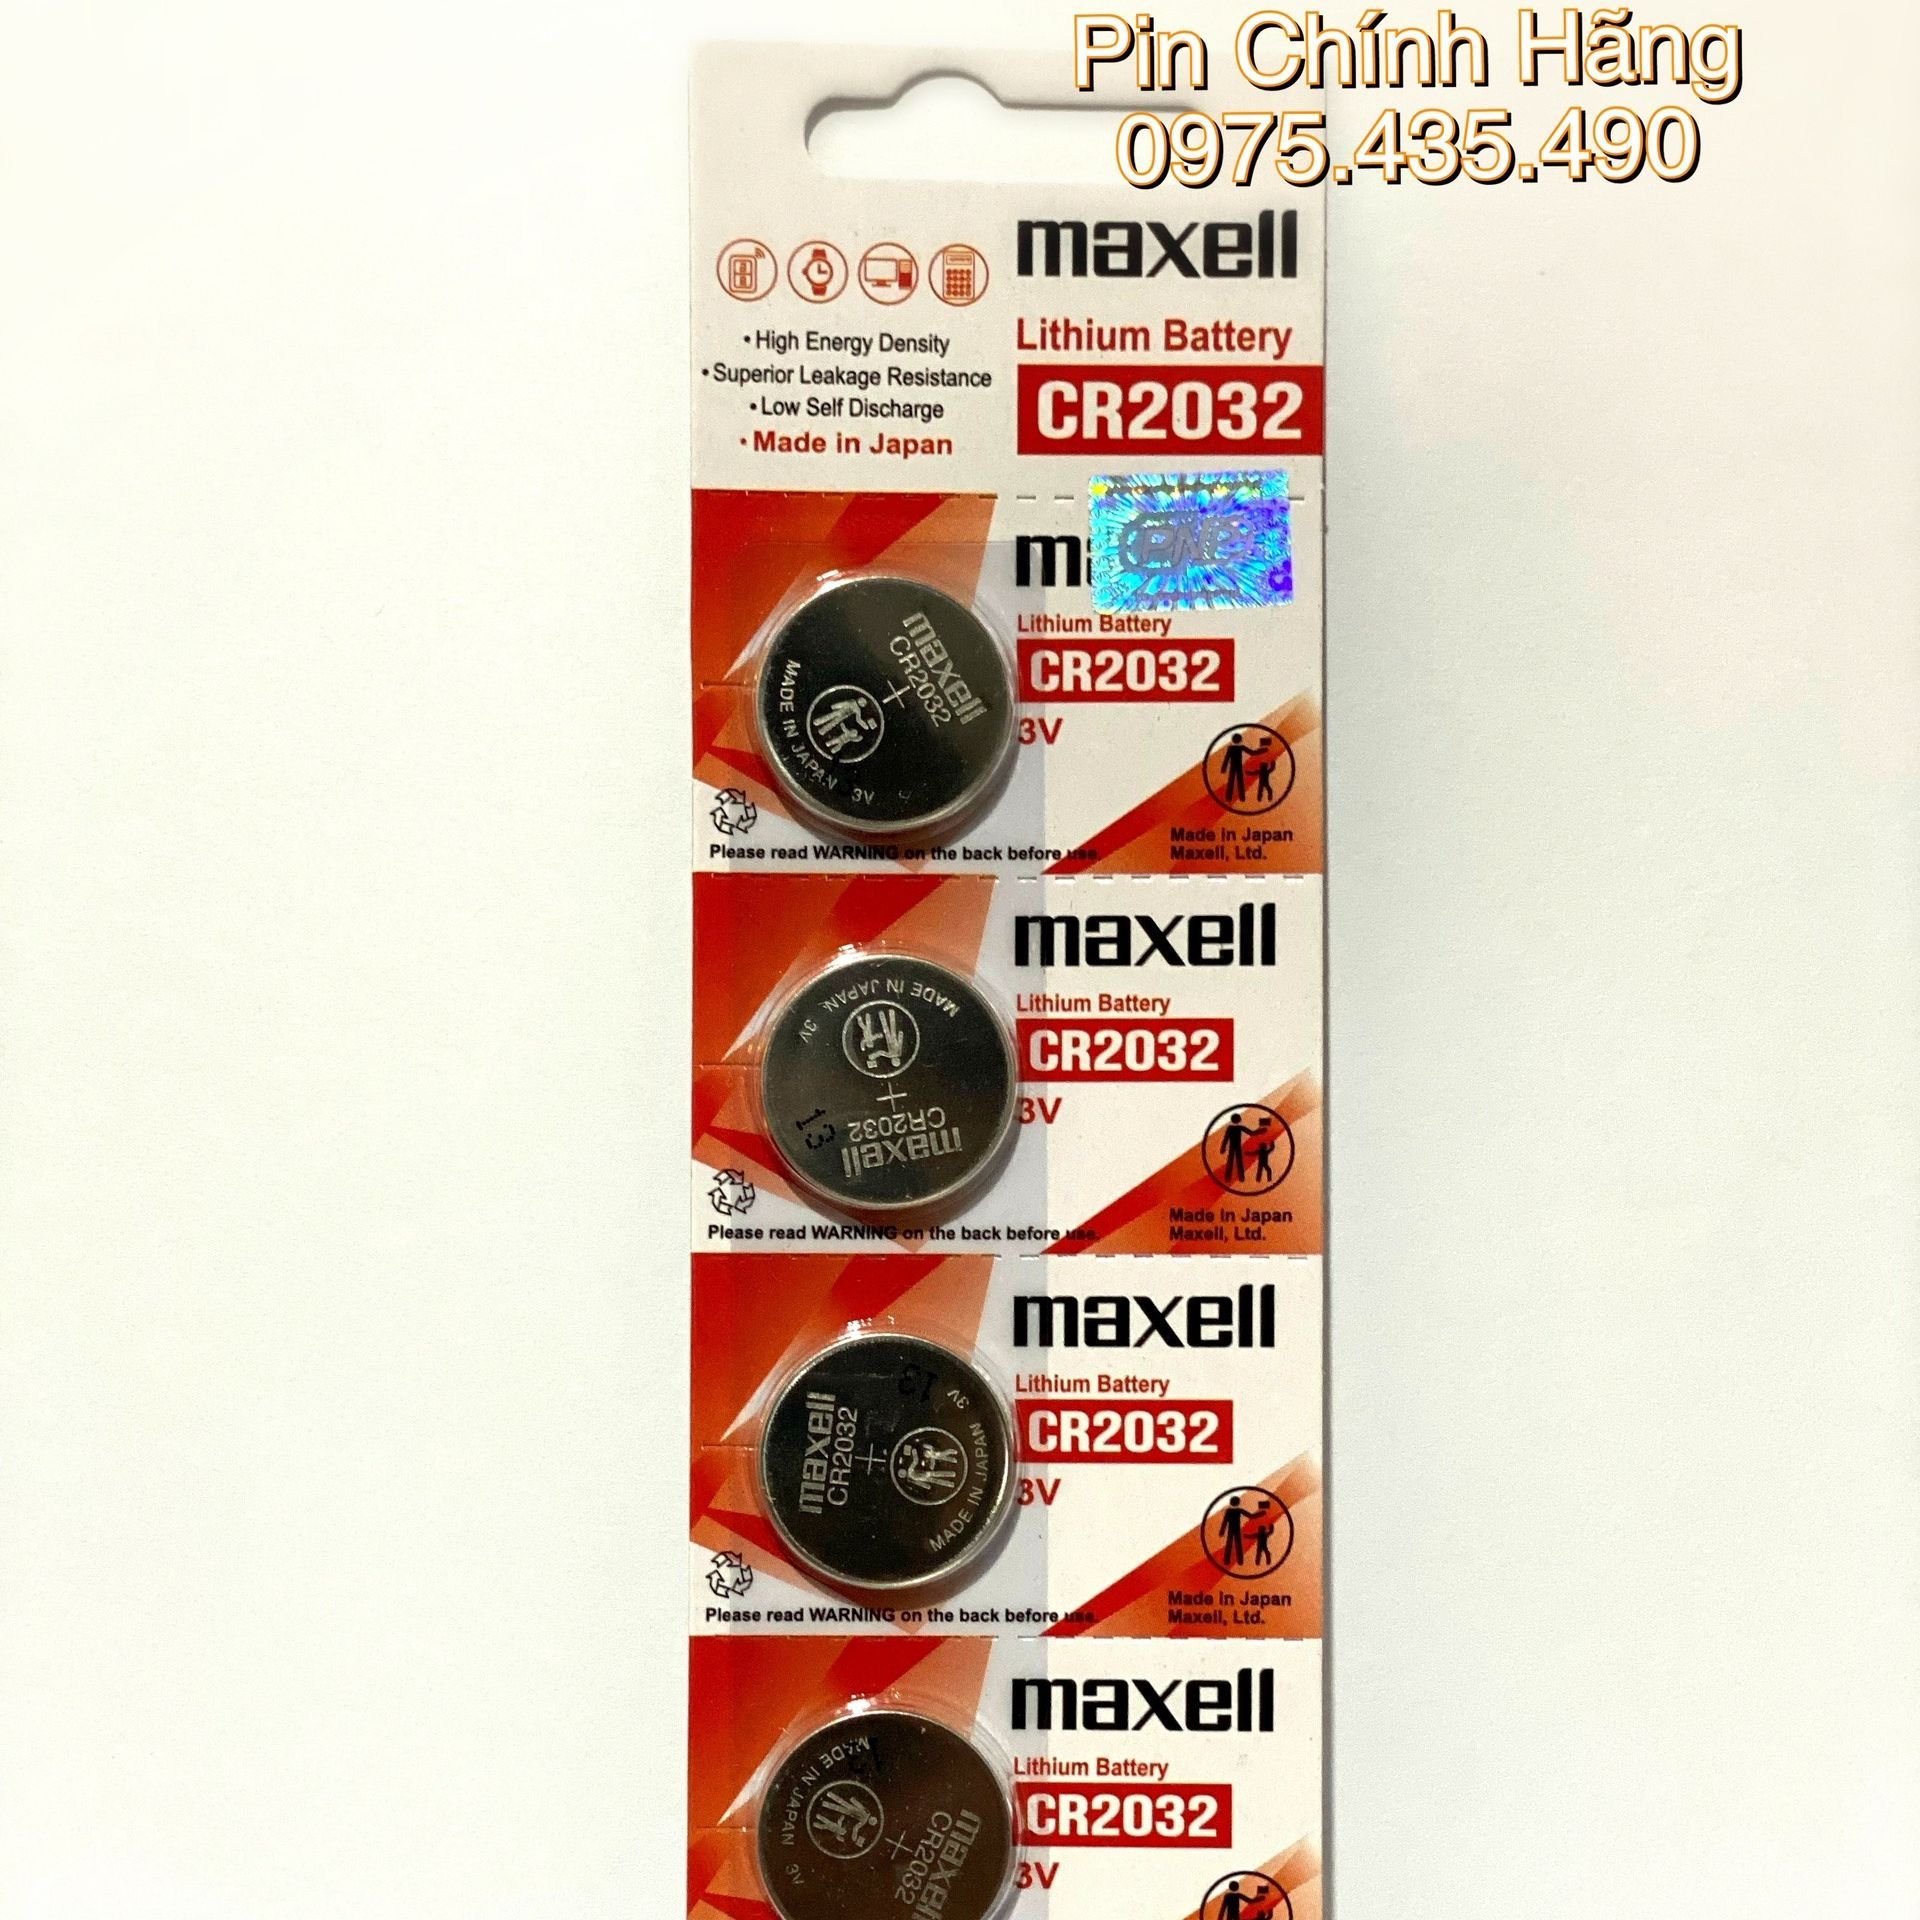 Pin Chính Hãng
0975.435.490
maxell
Lithium Battery
CR2032
• High Energy Density
• Superior Leakage Resistance
• Low Self Discharge
• Made in Japan
PNP
Lithium Battery
CR2032
3V
maxell
CR2032
+
MADE IN JAPAN 3V
Made in Japan
Maxell, Ltd.
Please read WARNING on the back before use.
maxell
Lithium Battery
CR2032
3V
MADE IN JAPAN 3V
+
CR2032
maxell
13
Made in Japan
Maxell, Ltd.
Please read WARNING on the back before use.
maxell
Lithium Battery
CR2032
3V
13
maxell
CR2032
+
MADE IN JAPAN 3V
Made in Japan
Maxell, Ltd.
Please read WARNING on the back before use.
maxell
Lithium Battery
CR2032
3V
MADE IN JAPAN 3V
+
CR2032